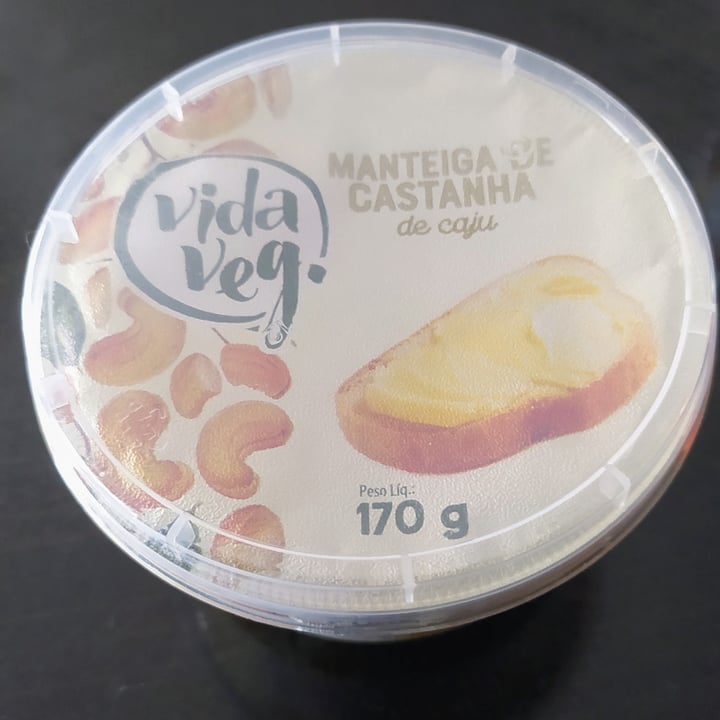 vida
veg.
MANTEIGA DE
CASTANHA
de caju
Peso Líq.:
170 g